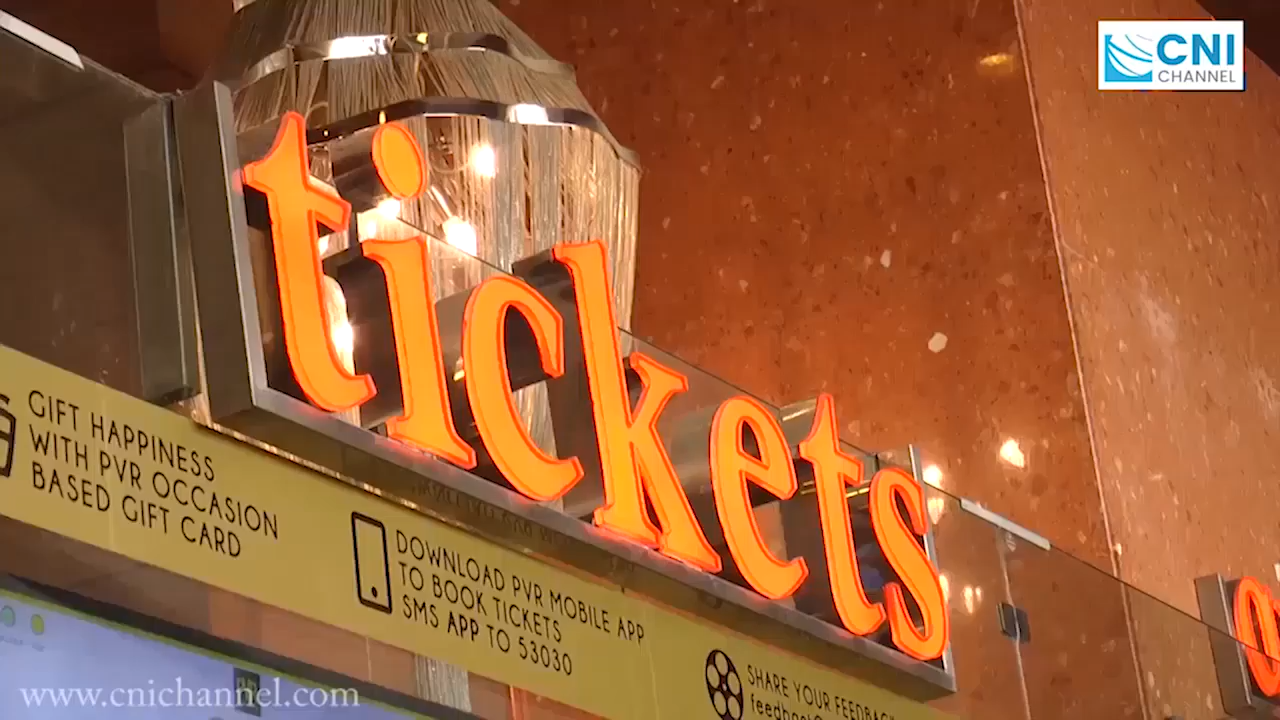 CNI
CHANNEL
tickets
GIFT HAPPINESS
WITH PVR OCCASION
BASED GIFT CARD
DOWNLOAD PVR MOBILE APP
TO BOOK TICKETS
SMS APP TO 53030
SHARE YOUR FEEDBACK
www.cnichannel.com